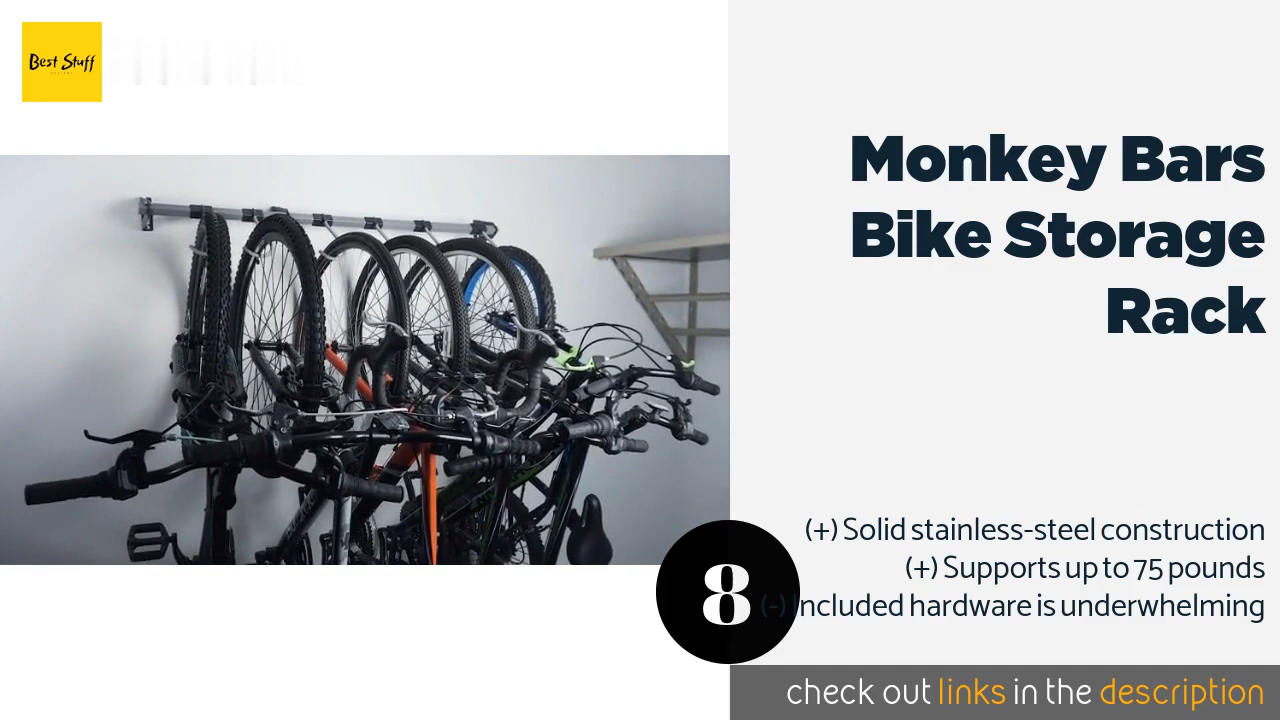 Best Stuff
Monkey Bars
Bike Storage
Rack
(+) Solid stainless-steel construction
(+) Supports up to 75 pounds
(-) Included hardware is underwhelming
8
check out links in the description